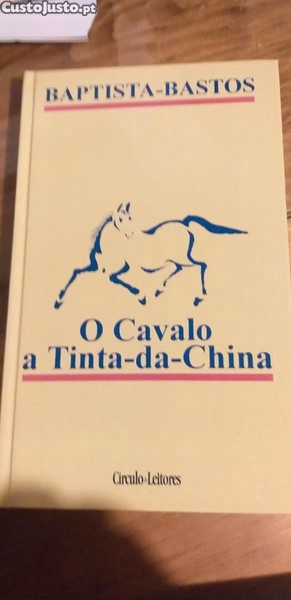 CustoJusto.pt
BAPTISTA-BASTOS
O Cavalo
a Tinta-da-China
Círculo de Leitores